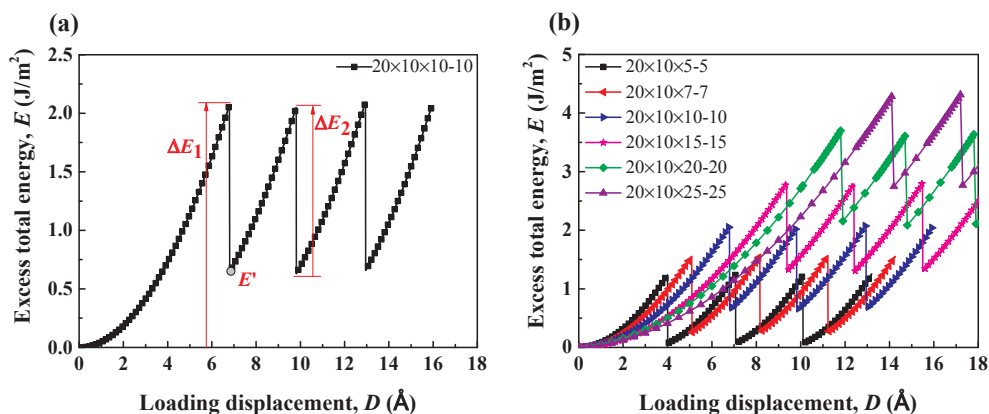 (a)
Excess total energy, E (J/m²)
2.5
2.0
1.5
1.0
0.5
0.0
20×10×10-10
ΔE1
ΔE2
E'
0 2 4 6 8 10 12 14 16 18
Loading displacement, D (Å)
(b)
Excess total energy, E (J/m²)
5
4
3
2
1
0
20×10×5-5
20×10×7-7
20×10×10-10
20×10×15-15
20×10×20-20
20×10×25-25
0 2 4 6 8 10 12 14 16 18
Loading displacement, D (Å)